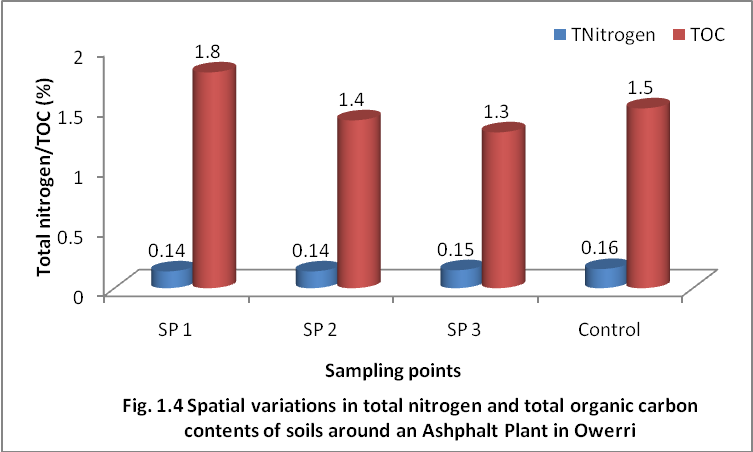 TNitrogen TOC
Total nitrogen/TOC (%)
2
1.5
1
0.5
0
1.8
1.4
1.3
1.5
0.14
0.14
0.15
0.16
SP 1 SP 2 SP 3 Control
Sampling points
Fig. 1.4 Spatial variations in total nitrogen and total organic carbon
contents of soils around an Ashphalt Plant in Owerri